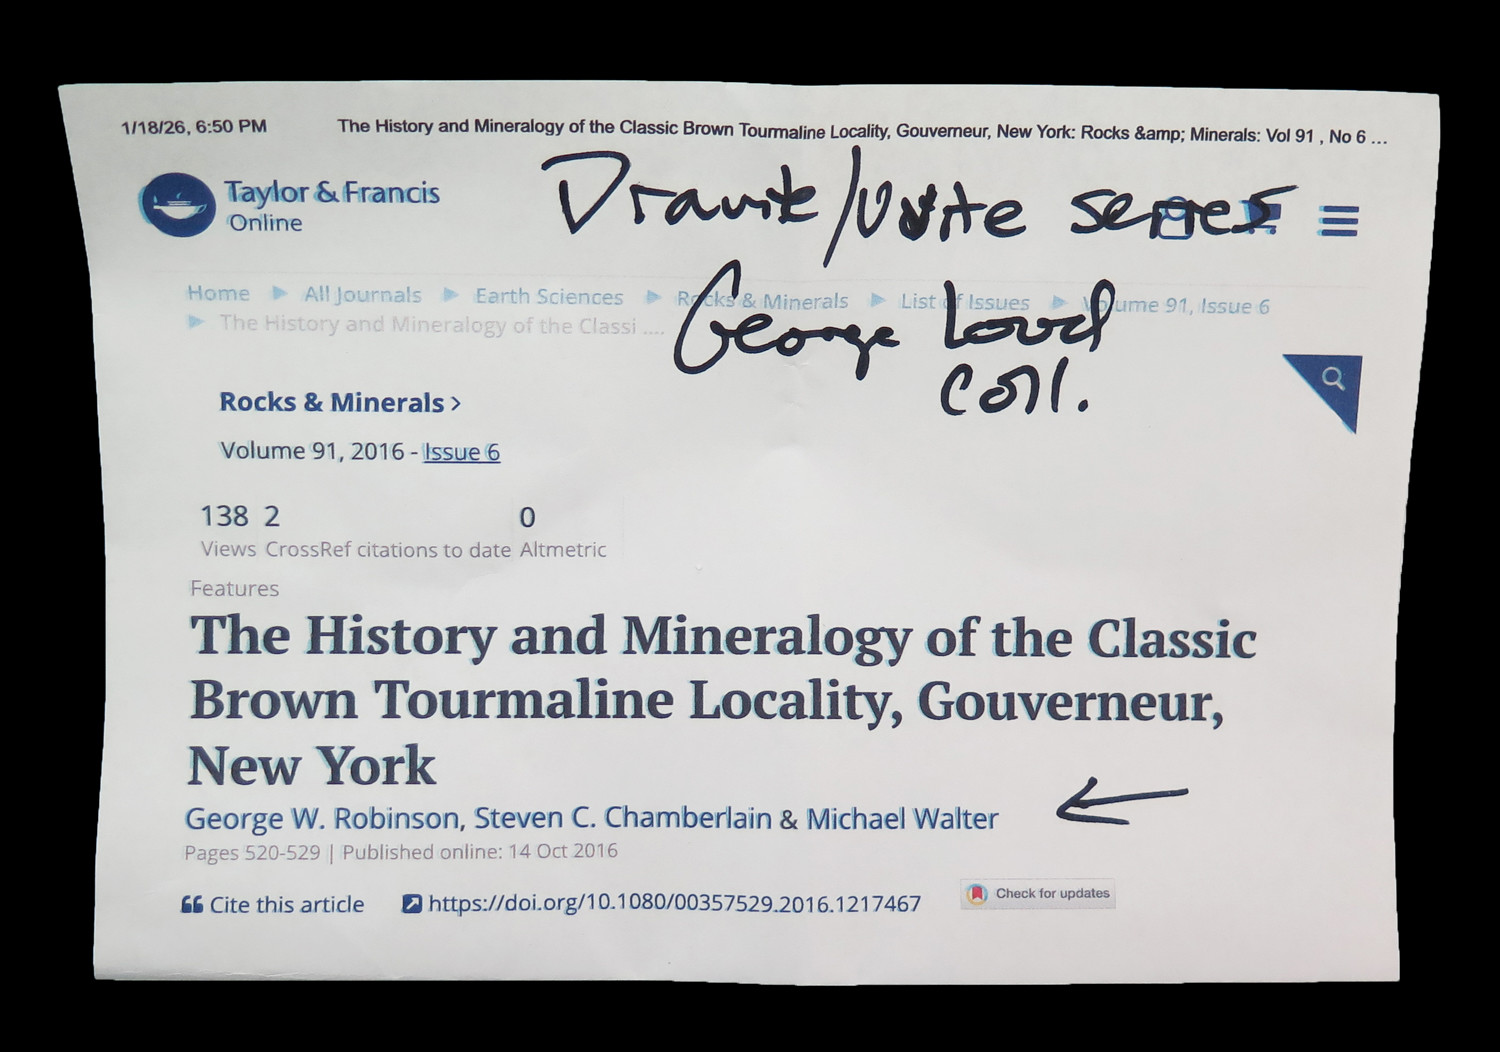 1/18/26, 6:50 PM The History and Mineralogy of the Classic Brown Tourmaline Locality, Gouverneur, New York: Rocks &amp; Minerals: Vol 91 , No 6 ...
Taylor & Francis
Online
Dravite/Uvite series
Home All Journals Earth Sciences Rocks & Minerals List of Issues Volume 91, Issue 6
The History and Mineralogy of the Classi ....
George Loud
coll.
Rocks & Minerals >
Volume 91, 2016 - Issue 6
138 2 0
Views CrossRef citations to date Altmetric
Features
The History and Mineralogy of the Classic
Brown Tourmaline Locality, Gouverneur,
New York
George W. Robinson, Steven C. Chamberlain & Michael Walter
Pages 520-529 | Published online: 14 Oct 2016
Cite this article https://doi.org/10.1080/00357529.2016.1217467 Check for updates